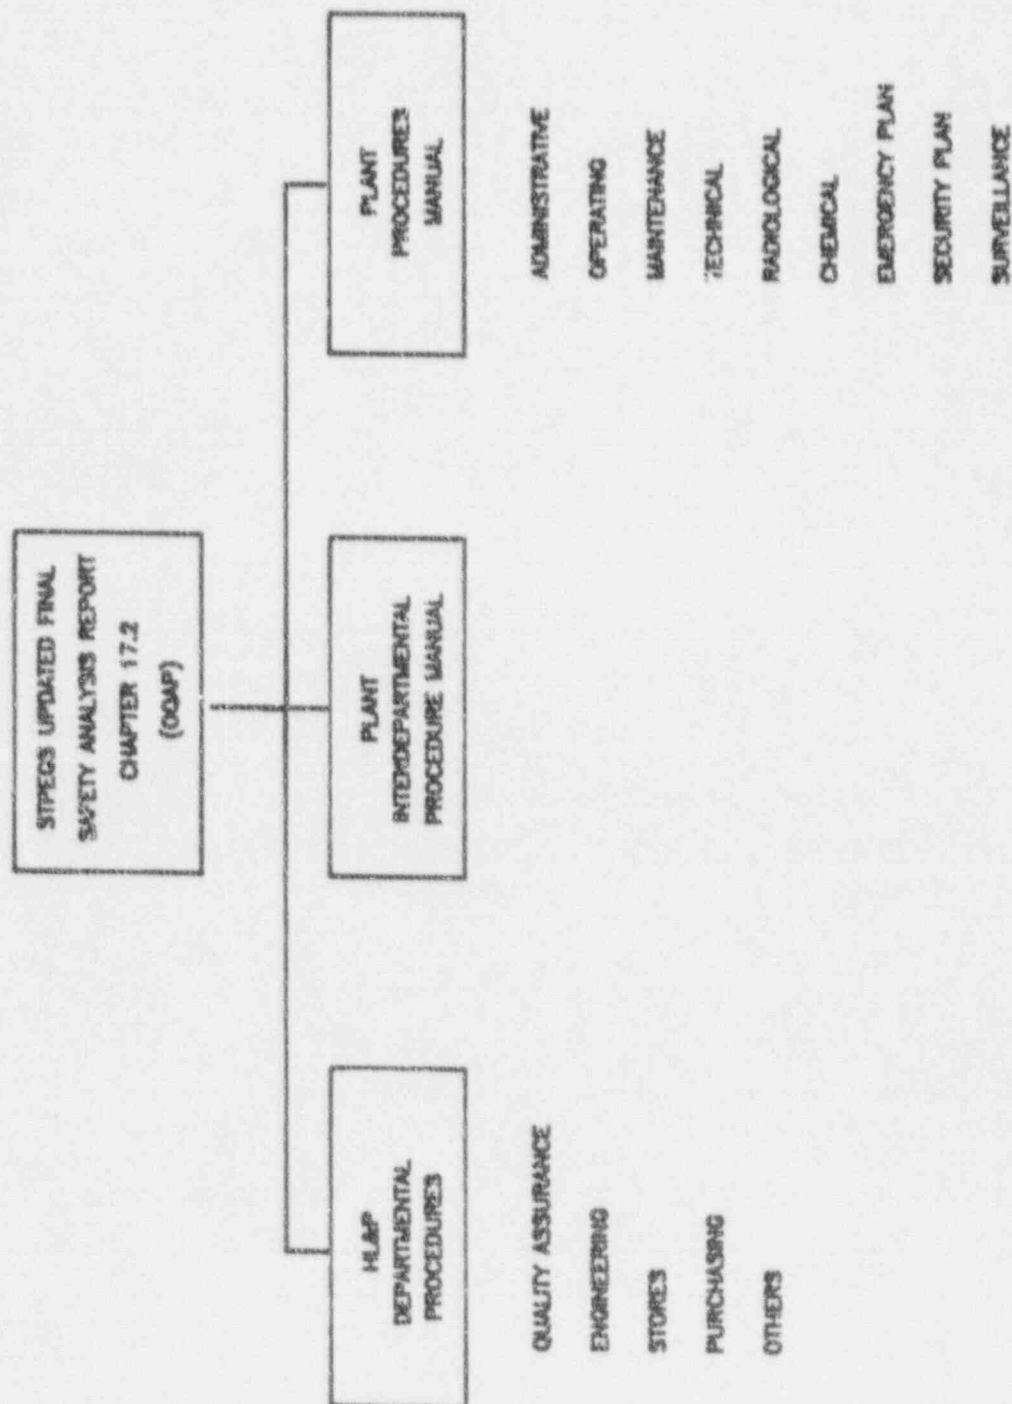 STPEGS UPDATED FINAL
SAFETY ANALYSIS REPORT
CHAPTER 17.2
(OQAP)
HL&P
DEPARTMENTAL
PROCEDURES
PLANT
INTERDEPARTMENTAL
PROCEDURE MANUAL
PLANT
PROCEDURES
MANUAL
QUALITY ASSURANCE
ENGINEERING
STORES
PURCHASING
OTHERS
ADMINISTRATIVE
OPERATING
MAINTENANCE
TECHNICAL
RADIOLOGICAL
CHEMICAL
EMERGENCY PLAN
SECURITY PLAN
SURVEILLANCE